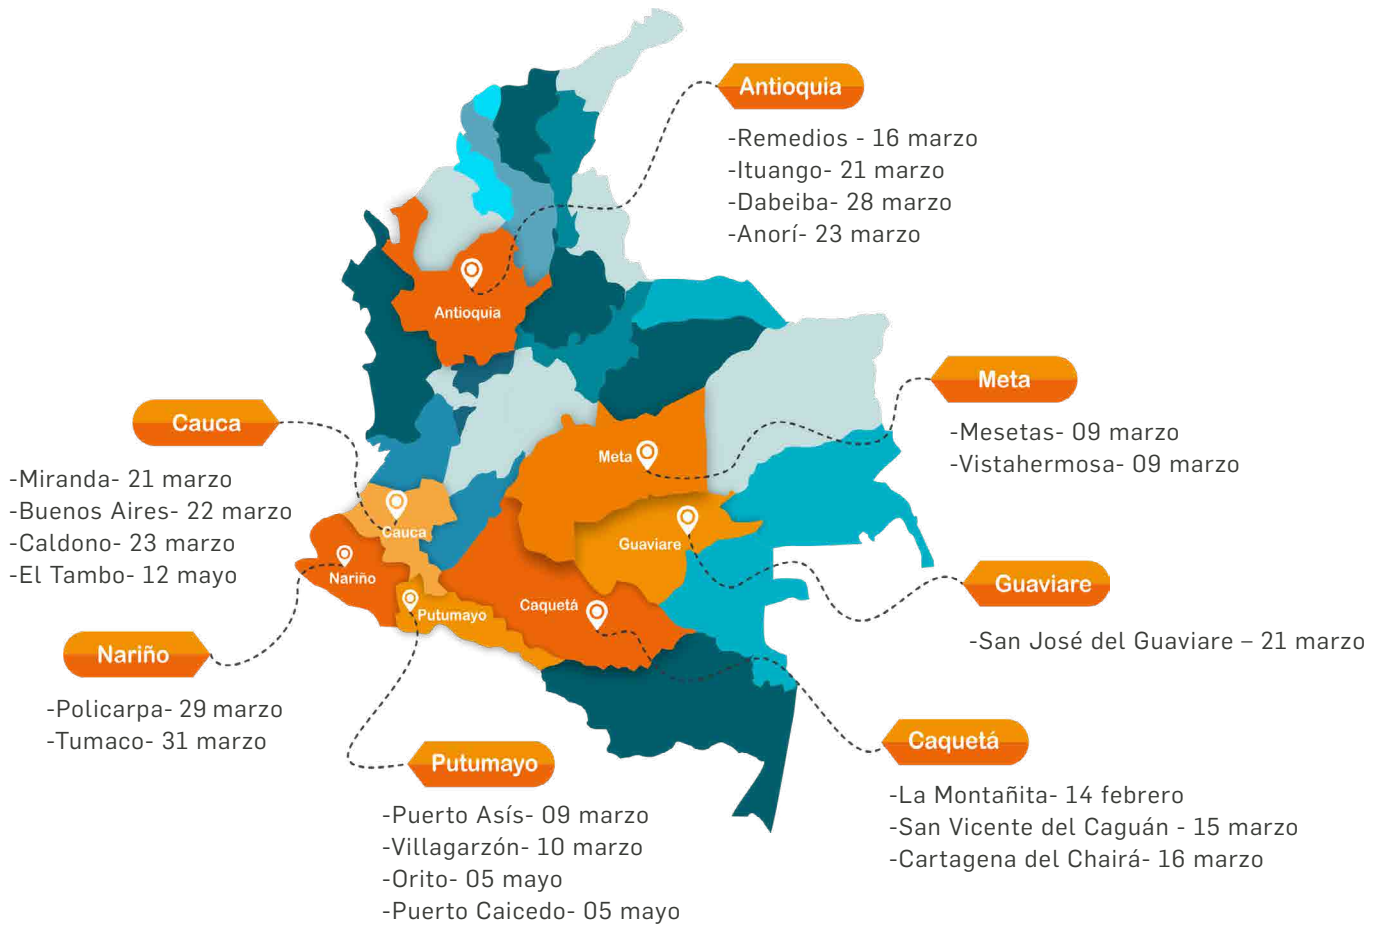 Antioquia
-Remedios - 16 marzo
-Ituango- 21 marzo
-Dabeiba- 28 marzo
-Anorí- 23 marzo
Antioquia
Meta
-Mesetas- 09 marzo
-Vistahermosa- 09 marzo
Cauca
-Miranda- 21 marzo
-Buenos Aires- 22 marzo
-Caldono- 23 marzo
-El Tambo- 12 mayo
Meta
Cauca
Guaviare
Nariño
Putumayo
Caquetá
Guaviare
-San José del Guaviare – 21 marzo
Nariño
-Policarpa- 29 marzo
-Tumaco- 31 marzo
Putumayo
-Puerto Asís- 09 marzo
-Villagarzón- 10 marzo
-Orito- 05 mayo
-Puerto Caicedo- 05 mayo
Caquetá
-La Montañita- 14 febrero
-San Vicente del Caguán - 15 marzo
-Cartagena del Chairá- 16 marzo